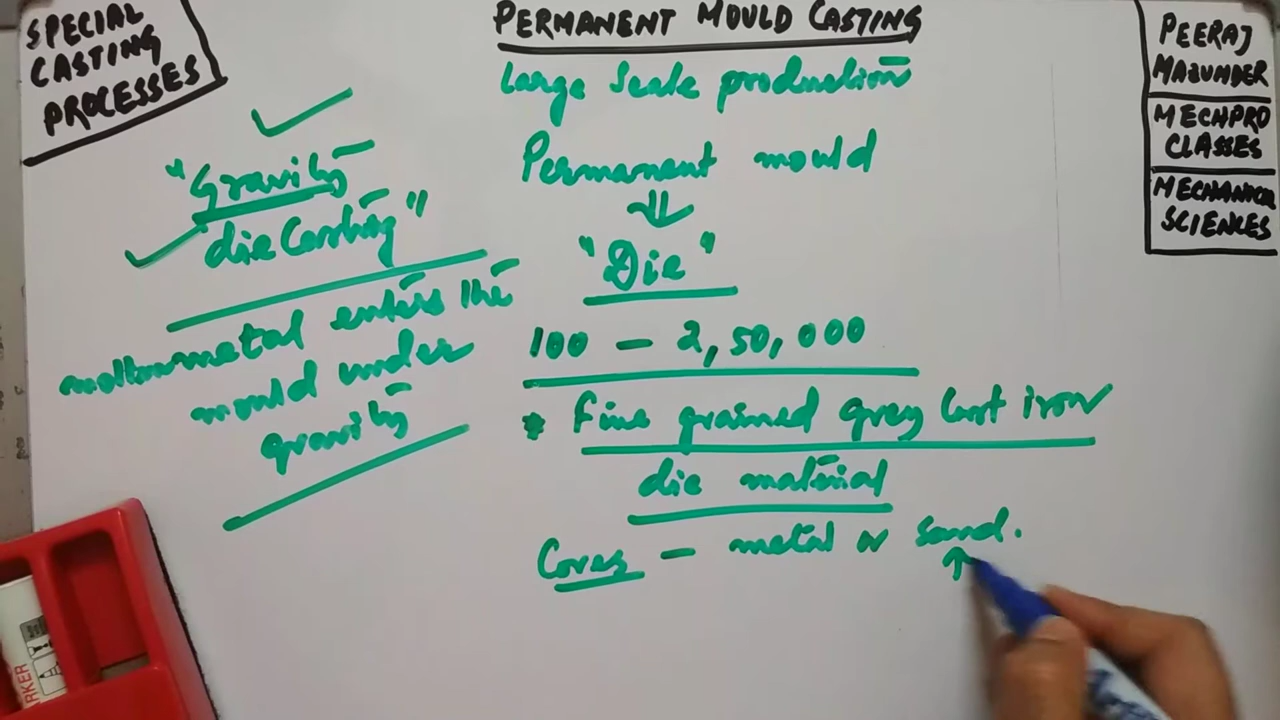 SPECIAL
CASTING
PROCESSES
PERMANENT MOULD CASTING
Large Scale production
Permanent mould
⇓
"Die"
100 - 2,50,000
* Fine grained grey Cast iron
die material
Cores - metal or sand.
↑
"Gravity
die Casting"
molten metal enters the
mould under
gravity
PEERAJ
MAZUMDER
MECHPRO
CLASSES
MECHANICAL
SCIENCES
MARKER